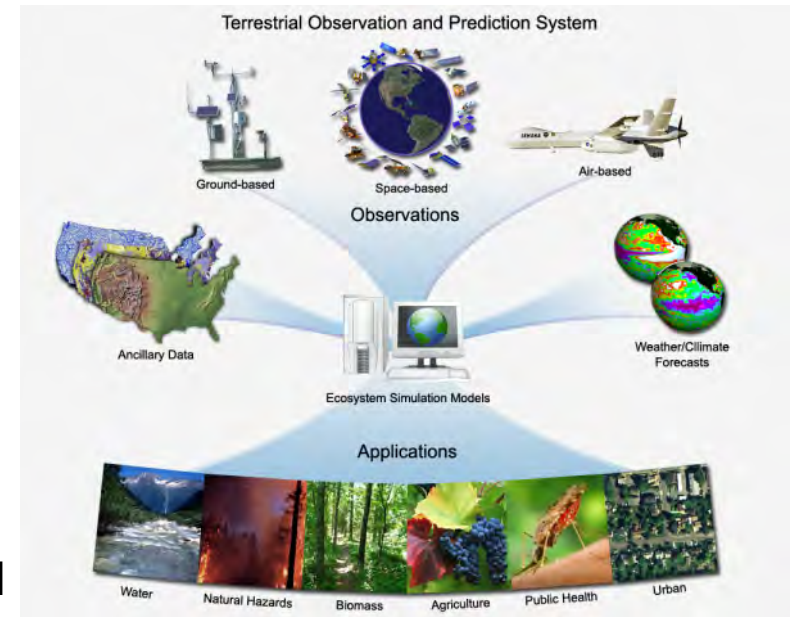 Terrestrial Observation and Prediction System
Ground-based
Space-based
Air-based
Observations
Ancillary Data
Weather/Cllimate
Forecasts
Ecosystem Simulation Models
Applications
Water
Natural Hazards
Biomass
Agriculture
Public Health
Urban